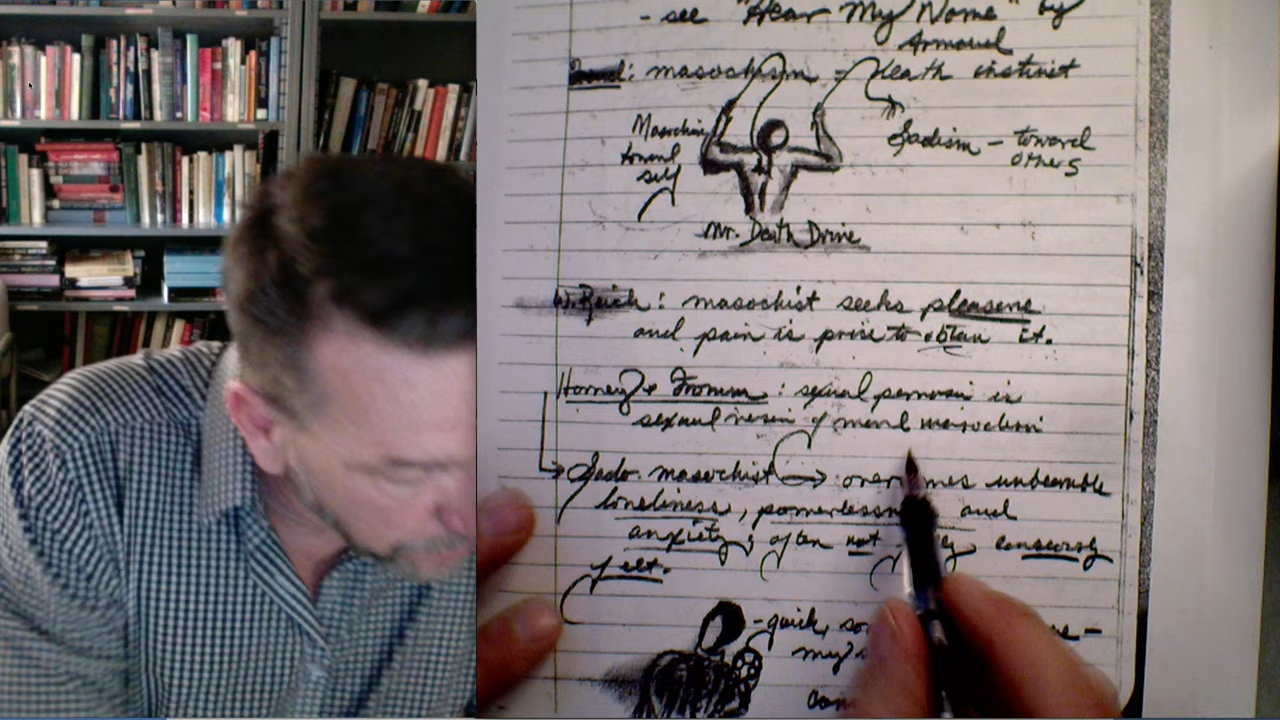 - see "Hear My Name" by
Armand
Freud: masochism - death instinct
Masochism
toward
self
Sadism - toward
others
Mr. Death Drive
W. Reich: masochist seeks pleasure
and pain is price to obtain it.
Horney & Fromm: sexual perversion is
sexual version of moral masochism
Sado-masochist → overcomes unbearable
loneliness, powerlessness and
anxiety; often not consciously
felt.
- quick,
my